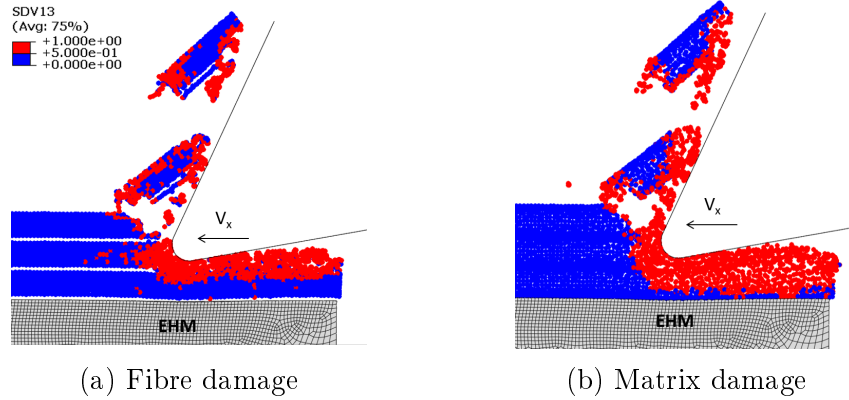 SDV13
(Avg: 75%)
+1.000e+00
+5.000e-01
+0.000e+00
Vx
EHM
Vx
EHM
(a) Fibre damage
(b) Matrix damage